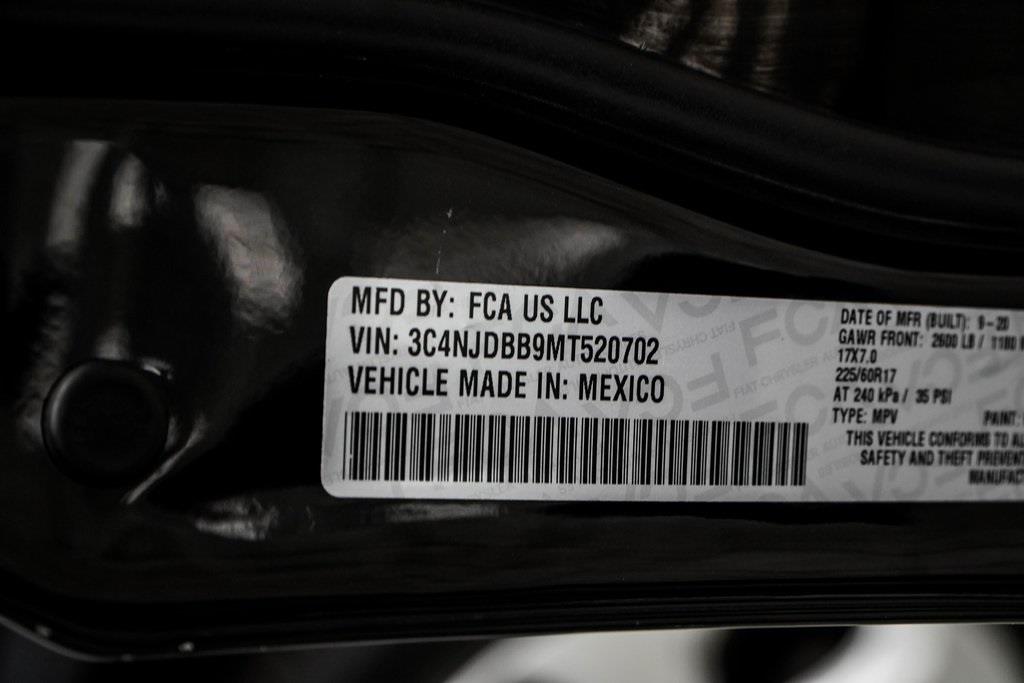 MFD BY: FCA US LLC
VIN: 3C4NJDBB9MT520702
VEHICLE MADE IN: MEXICO
DATE OF MFR (BUILT): 9-20
GAWR FRONT: 2600 LB / 1180
17X7.0
225/60R17
AT 240 kPa / 35 PSI
TYPE: MPV PAINT:
THIS VEHICLE CONFORMS TO
SAFETY AND THEFT